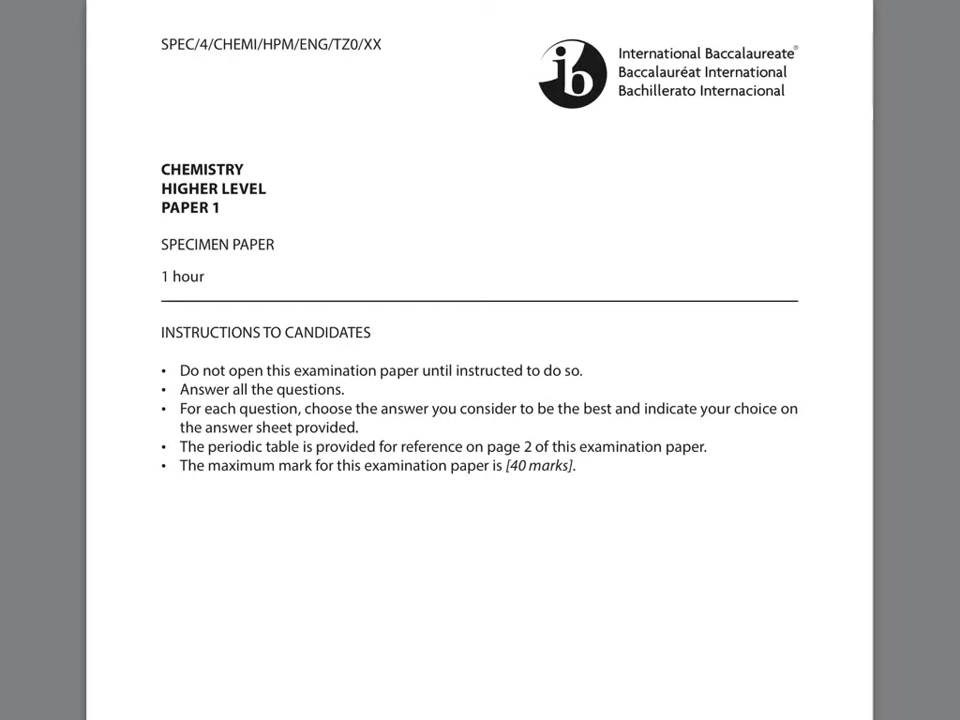 SPEC/4/CHEMI/HPM/ENG/TZ0/XX
ib
International Baccalaureate®
Baccalauréat International
Bachillerato Internacional
CHEMISTRY
HIGHER LEVEL
PAPER 1
SPECIMEN PAPER
1 hour
INSTRUCTIONS TO CANDIDATES
• Do not open this examination paper until instructed to do so.
• Answer all the questions.
• For each question, choose the answer you consider to be the best and indicate your choice on
the answer sheet provided.
• The periodic table is provided for reference on page 2 of this examination paper.
• The maximum mark for this examination paper is [40 marks].